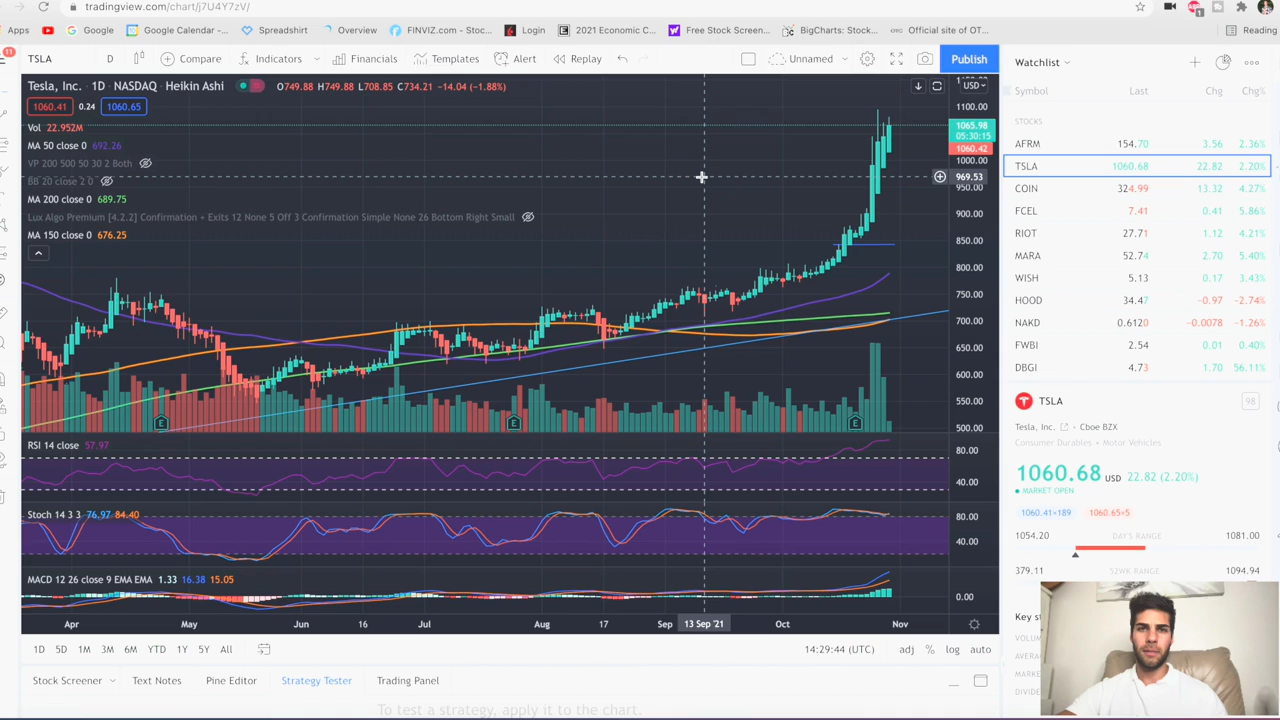 tradingview.com/chart/j7U4Y7zV/
Apps Google Google Calendar -... Spreadshirt Overview FINVIZ.com - Stoc... Login 2021 Economic C... Free Stock Screen... BigCharts: Stock... Official site of OT... Reading
11
TSLA D Compare Indicators Financials Templates Alert Replay Unnamed Publish
Watchlist
Tesla, Inc. · 1D · NASDAQ · Heikin Ashi O749.88 H749.88 L708.85 C734.21 −14.04 (−1.88%)
USD
Symbol Last Chg Chg%
1060.41 0.24 1060.65
1100.00
STOCKS
Vol 22.952M
1065.98
05:30:15
AFRM 154.70 3.56 2.36%
MA 50 close 0 692.26
1060.42
VP 200 500 50 30 2 Both
1000.00
TSLA 1060.68 22.82 2.20%
BB 20 close 2 0
969.53
950.00
COIN 324.99 13.32 4.27%
MA 200 close 0 689.75
FCEL 7.41 0.41 5.86%
Lux Algo Premium [4.2.2] Confirmation + Exits 12 None 5 Off 3 Confirmation Simple None 26 Bottom Right Small
900.00
RIOT 27.71 1.12 4.21%
MA 150 close 0 676.25
850.00
MARA 52.74 2.70 5.40%
800.00
WISH 5.13 0.17 3.43%
750.00
HOOD 34.47 -0.97 -2.74%
700.00
NAKD 0.6120 -0.0078 -1.26%
650.00
FWBI 2.54 0.01 0.40%
600.00
DBGI 4.73 1.70 56.11%
550.00
TSLA 98
500.00
E E E
Tesla, Inc. · Cboe BZX
Consumer Durables · Motor Vehicles
RSI 14 close 57.97
80.00
40.00
1060.68 USD 22.82 (2.20%)
MARKET OPEN
Stoch 14 3 3 76.97 84.40
80.00
40.00
1060.41×189 1060.65×5
1054.20 DAY'S RANGE 1081.00
379.11 52WK RANGE 1094.94
MACD 12 26 close 9 EMA EMA 1.33 16.38 15.05
0.00
Apr May Jun 16 Jul Aug 17 Sep 13 Sep '21 Oct Nov
Key st
VOLUM
AVERA
MARKE
DIVIDE
1D 5D 1M 3M 6M YTD 1Y 5Y All 14:29:44 (UTC) adj % log auto
Stock Screener Text Notes Pine Editor Strategy Tester Trading Panel
To test a strategy, apply it to the chart.